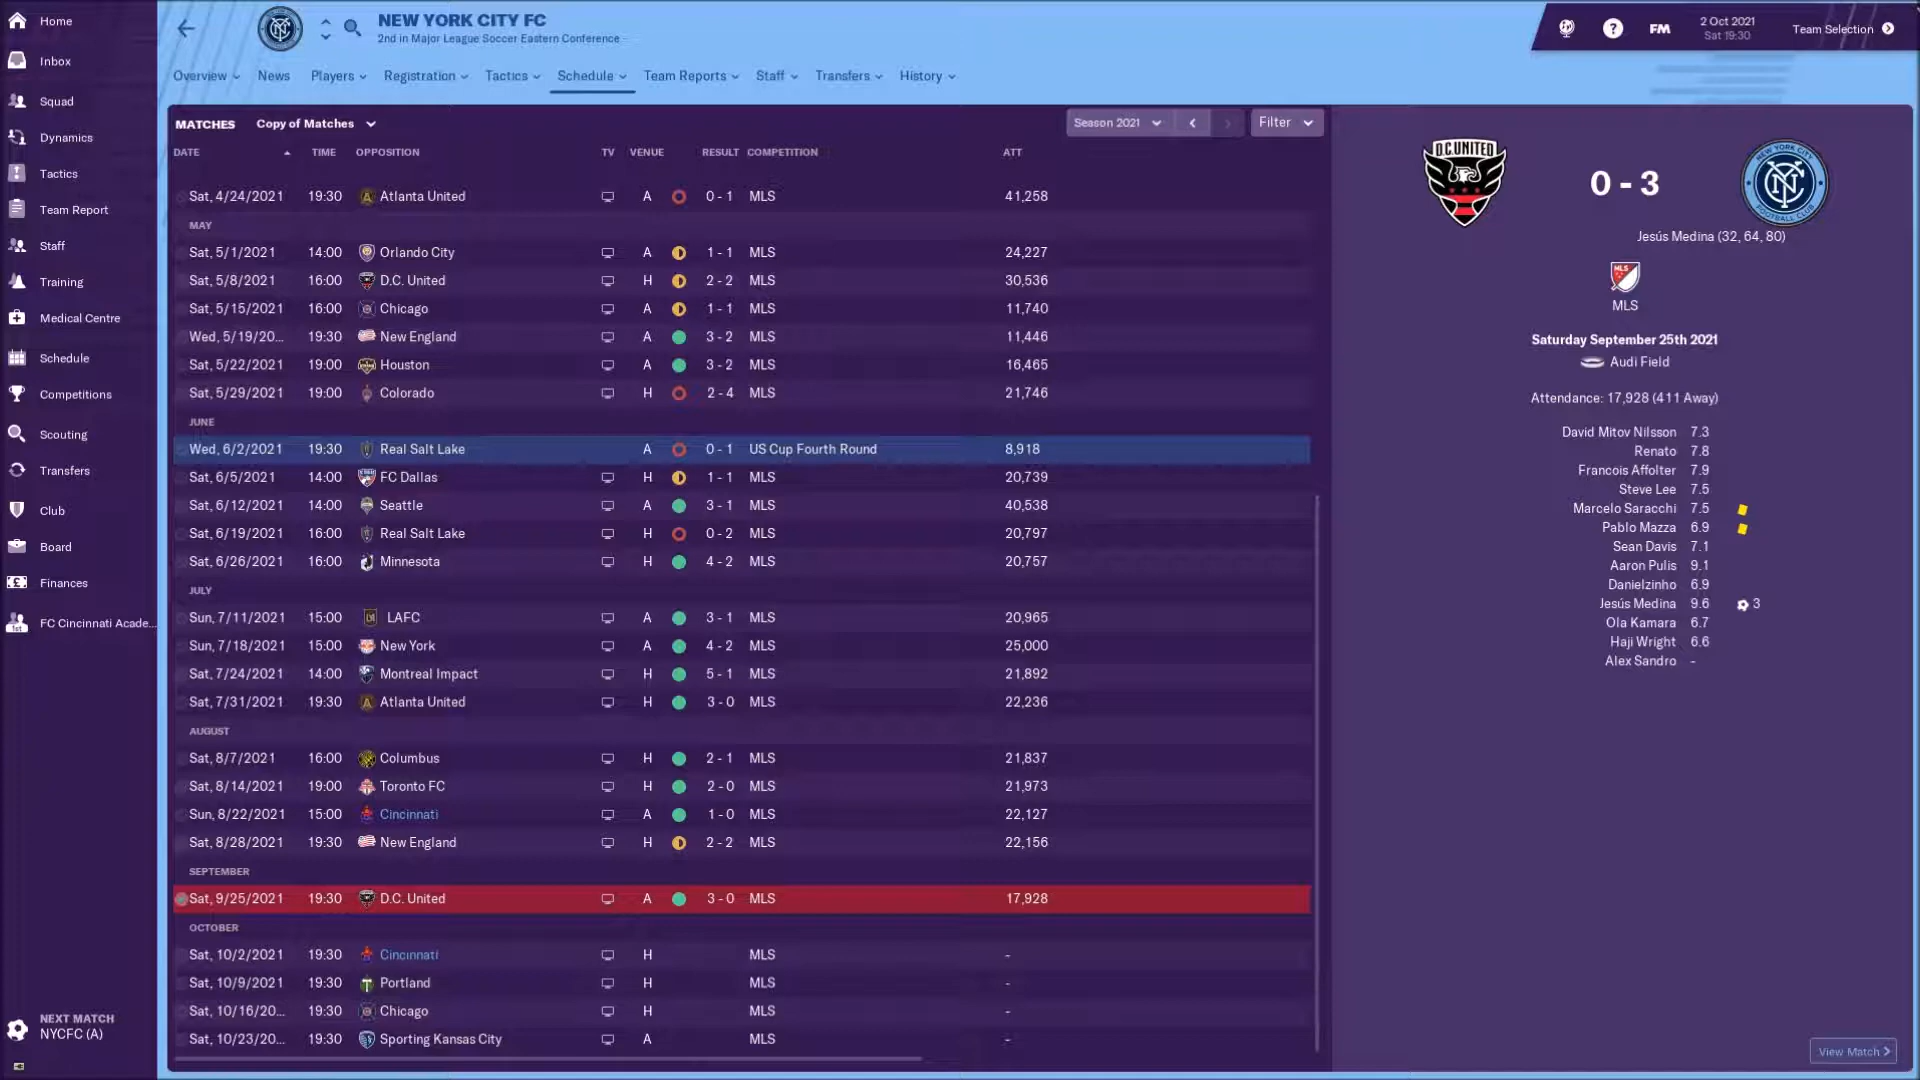 Home
Inbox
Squad
Dynamics
Tactics
Team Report
Staff
Training
Medical Centre
Schedule
Competitions
Scouting
Transfers
Club
Board
Finances
FC Cincinnati Acade...
NEXT MATCH
NYCFC (A)
NEW YORK CITY FC
2nd in Major League Soccer Eastern Conference
FM
2 Oct 2021
Sat 19:30
Team Selection
Overview News Players Registration Tactics Schedule Team Reports Staff Transfers History
MATCHES Copy of Matches Season 2021 Filter
DATE TIME OPPOSITION TV VENUE RESULT COMPETITION ATT
Sat, 4/24/2021 19:30 Atlanta United A 0 - 1 MLS 41,258
MAY
Sat, 5/1/2021 14:00 Orlando City A 1 - 1 MLS 24,227
Sat, 5/8/2021 16:00 D.C. United H 2 - 2 MLS 30,536
Sat, 5/15/2021 16:00 Chicago A 1 - 1 MLS 11,740
Wed, 5/19/20... 19:30 New England A 3 - 2 MLS 11,446
Sat, 5/22/2021 19:00 Houston A 3 - 2 MLS 16,465
Sat, 5/29/2021 19:00 Colorado H 2 - 4 MLS 21,746
JUNE
Wed, 6/2/2021 19:30 Real Salt Lake A 0 - 1 US Cup Fourth Round 8,918
Sat, 6/5/2021 14:00 FC Dallas H 1 - 1 MLS 20,739
Sat, 6/12/2021 14:00 Seattle A 3 - 1 MLS 40,538
Sat, 6/19/2021 16:00 Real Salt Lake H 0 - 2 MLS 20,797
Sat, 6/26/2021 16:00 Minnesota H 4 - 2 MLS 20,757
JULY
Sun, 7/11/2021 15:00 LAFC A 3 - 1 MLS 20,965
Sun, 7/18/2021 15:00 New York A 4 - 2 MLS 25,000
Sat, 7/24/2021 14:00 Montreal Impact H 5 - 1 MLS 21,892
Sat, 7/31/2021 19:30 Atlanta United H 3 - 0 MLS 22,236
AUGUST
Sat, 8/7/2021 16:00 Columbus H 2 - 1 MLS 21,837
Sat, 8/14/2021 19:00 Toronto FC H 2 - 0 MLS 21,973
Sun, 8/22/2021 15:00 Cincinnati A 1 - 0 MLS 22,127
Sat, 8/28/2021 19:30 New England H 2 - 2 MLS 22,156
SEPTEMBER
Sat, 9/25/2021 19:30 D.C. United A 3 - 0 MLS 17,928
OCTOBER
Sat, 10/2/2021 19:30 Cincinnati H MLS -
Sat, 10/9/2021 19:30 Portland H MLS -
Sat, 10/16/20... 19:30 Chicago H MLS -
Sat, 10/23/20... 19:30 Sporting Kansas City A MLS -
D.C.UNITED
0 - 3
NEW YORK CITY
FOOTBALL CLUB
Jesús Medina (32, 64, 80)
MLS
MLS
Saturday September 25th 2021
Audi Field
Attendance: 17,928 (411 Away)
David Mitov Nilsson 7.3
Renato 7.8
Francois Affolter 7.9
Steve Lee 7.5
Marcelo Saracchi 7.5
Pablo Mazza 6.9
Sean Davis 7.1
Aaron Pulis 9.1
Danielzinho 6.9
Jesús Medina 9.6 3
Ola Kamara 6.7
Haji Wright 6.6
Alex Sandro -
View Match